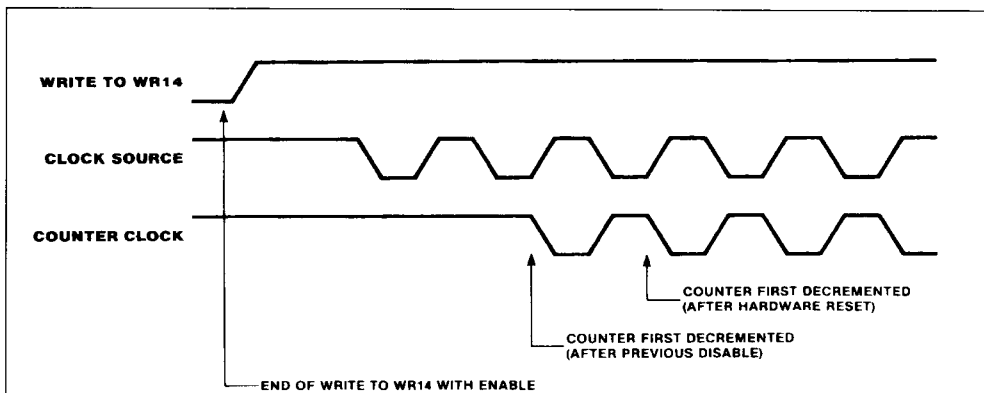 WRITE TO WR14
CLOCK SOURCE
COUNTER CLOCK
COUNTER FIRST DECREMENTED
(AFTER HARDWARE RESET)
COUNTER FIRST DECREMENTED
(AFTER PREVIOUS DISABLE)
END OF WRITE TO WR14 WITH ENABLE